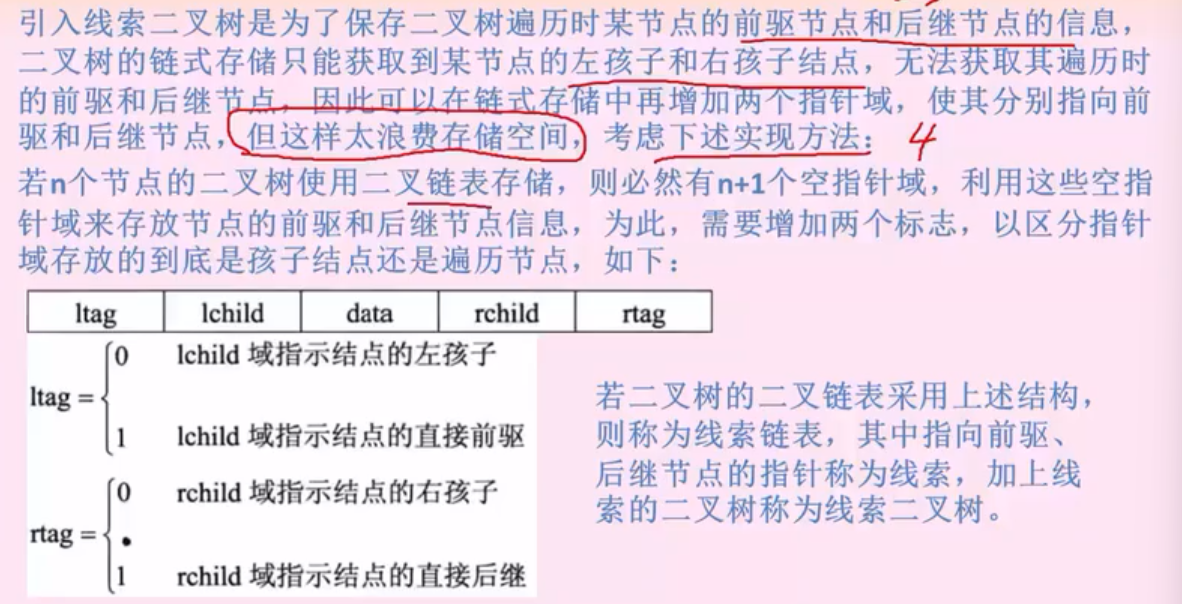 引入线索二叉树是为了保存二叉树遍历时某节点的前驱节点和后继节点的信息，
二叉树的链式存储只能获取到某节点的左孩子和右孩子结点，无法获取其遍历时
的前驱和后继节点，因此可以在链式存储中再增加两个指针域，使其分别指向前
驱和后继节点，但这样太浪费存储空间，考虑下述实现方法： 4
若n个节点的二叉树使用二叉链表存储，则必然有n+1个空指针域，利用这些空指
针域来存放节点的前驱和后继节点信息，为此，需要增加两个标志，以区分指针
域存放的到底是孩子结点还是遍历节点，如下：
ltag lchild data rchild rtag
ltag =
0 lchild 域指示结点的左孩子
1 lchild 域指示结点的直接前驱
rtag =
0 rchild 域指示结点的右孩子
1 rchild 域指示结点的直接后继
若二叉树的二叉链表采用上述结构，
则称为线索链表，其中指向前驱、
后继节点的指针称为线索，加上线
索的二叉树称为线索二叉树。